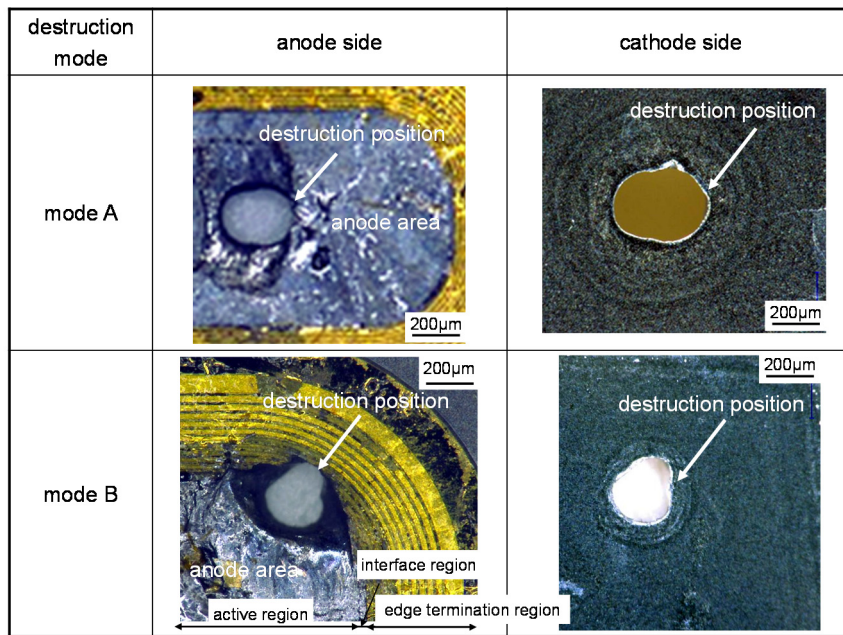 destruction
mode
anode side
cathode side
mode A
destruction position
anode area
200μm
destruction position
200μm
mode B
200μm
destruction position
anode area
interface region
active region
edge termination region
200μm
destruction position